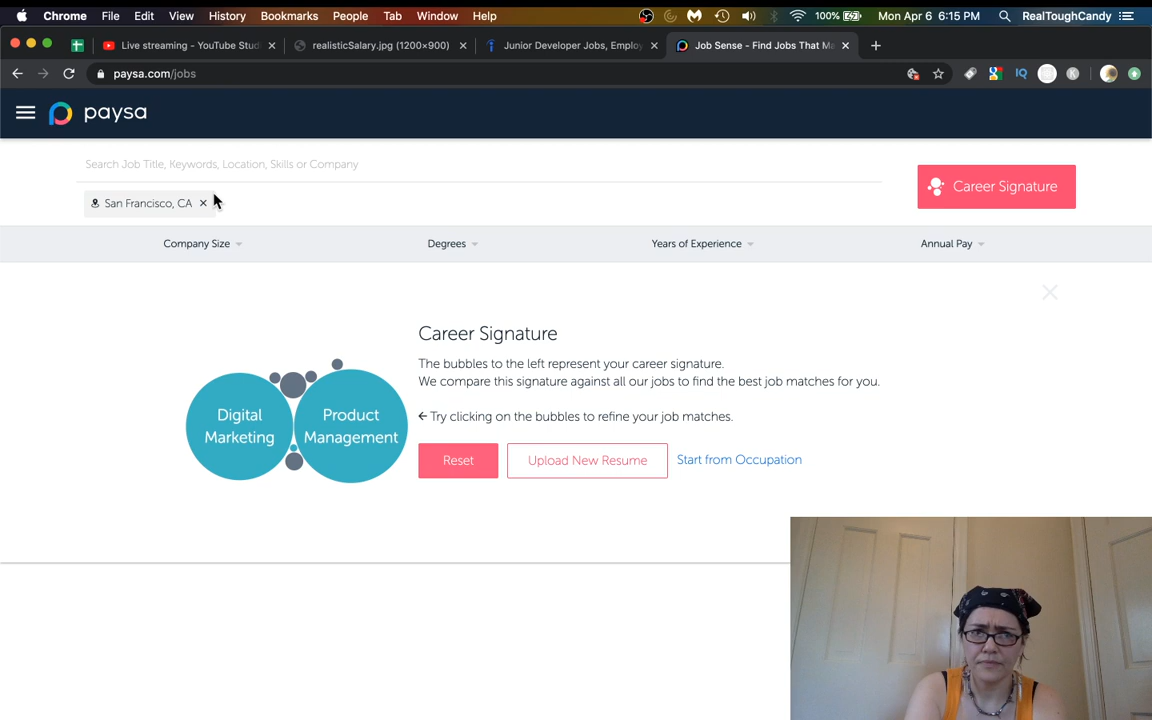 Chrome File Edit View History Bookmarks People Tab Window Help 100% Mon Apr 6 6:15 PM RealToughCandy
Live streaming - YouTube Stud × realisticSalary.jpg (1200×900) × Junior Developer Jobs, Employ × Job Sense - Find Jobs That Ma × +
paysa.com/jobs IQ K
paysa
Search Job Title, Keywords, Location, Skills or Company
Career Signature
San Francisco, CA ×
Company Size Degrees Years of Experience Annual Pay
Career Signature
The bubbles to the left represent your career signature.
We compare this signature against all our jobs to find the best job matches for you.
Digital
Marketing
Product
Management
← Try clicking on the bubbles to refine your job matches.
Reset Upload New Resume Start from Occupation